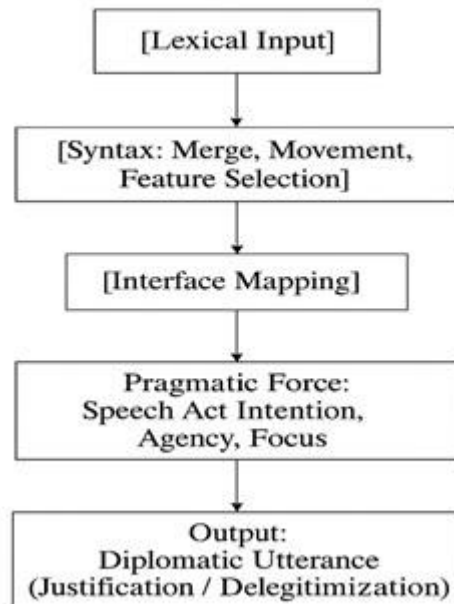 [Lexical Input]
[Syntax: Merge, Movement,
Feature Selection]
[Interface Mapping]
Pragmatic Force:
Speech Act Intention,
Agency, Focus
Output:
Diplomatic Utterance
(Justification / Delegitimization)